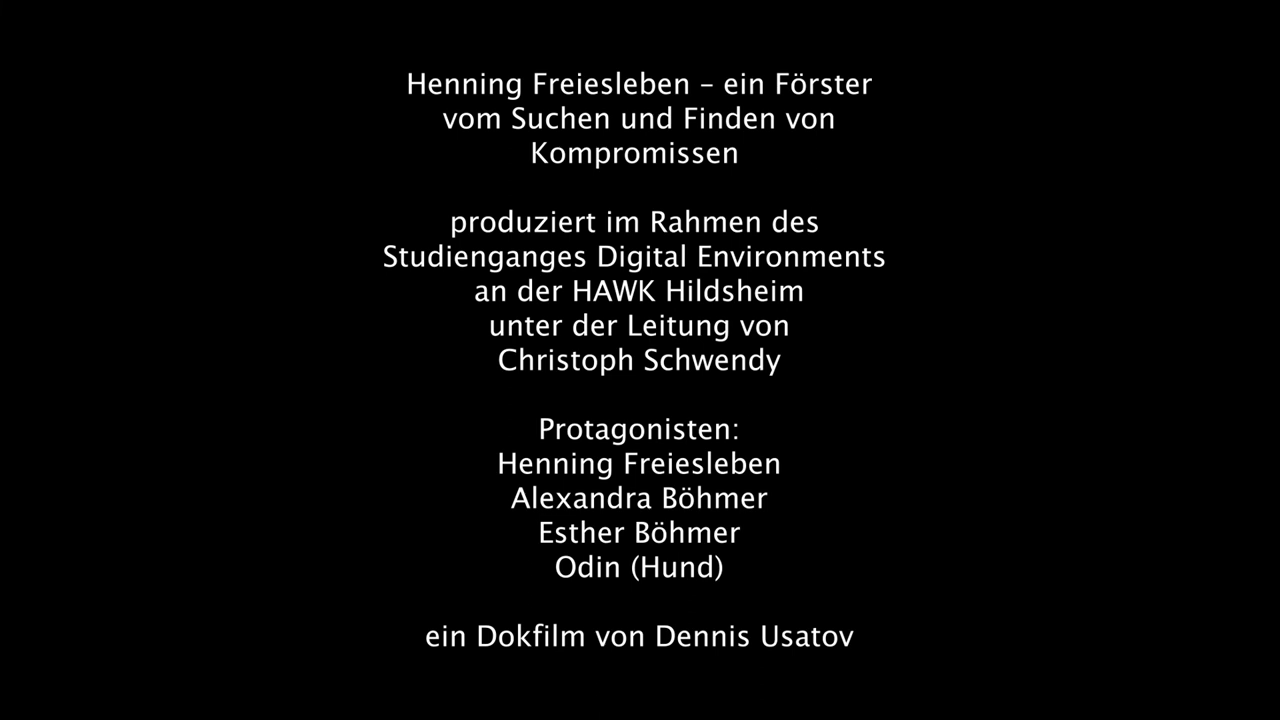 Henning Freiesleben – ein Förster
vom Suchen und Finden von
Kompromissen
produziert im Rahmen des
Studienganges Digital Environments
an der HAWK Hildsheim
unter der Leitung von
Christoph Schwendy
Protagonisten:
Henning Freiesleben
Alexandra Böhmer
Esther Böhmer
Odin (Hund)
ein Dokfilm von Dennis Usatov